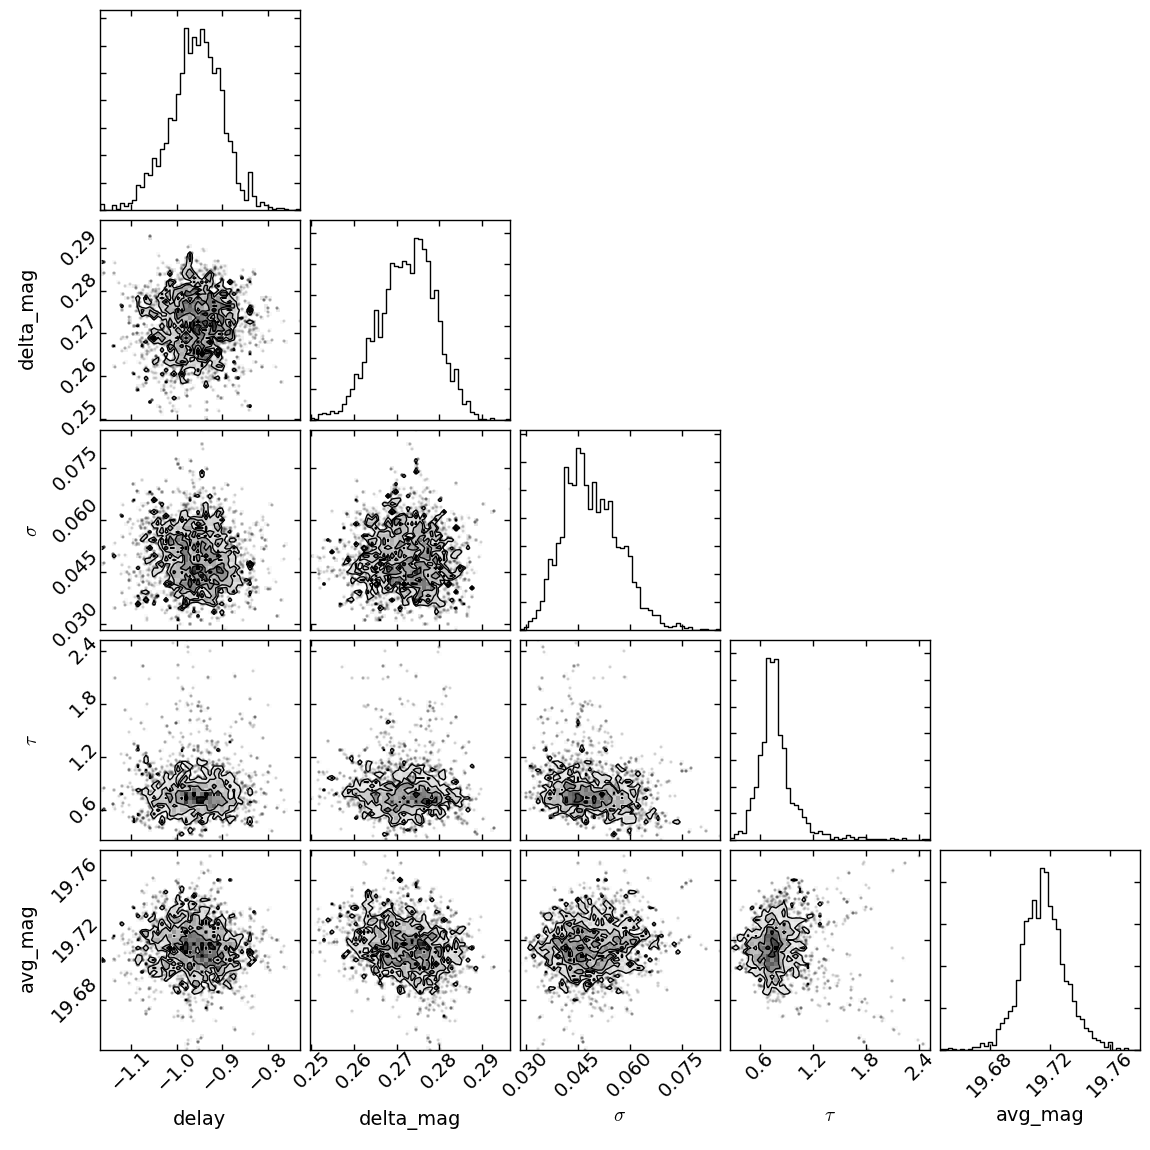 0.29
0.28
0.27
0.26
0.25
delta_mag
0.075
0.060
0.045
0.030
σ
2.4
1.8
1.2
0.6
τ
19.76
19.72
19.68
avg_mag
−1.1 −1.0 −0.9 −0.8
delay
0.25 0.26 0.27 0.28 0.29
delta_mag
0.030 0.045 0.060 0.075
σ
0.6 1.2 1.8 2.4
τ
19.68 19.72 19.76
avg_mag